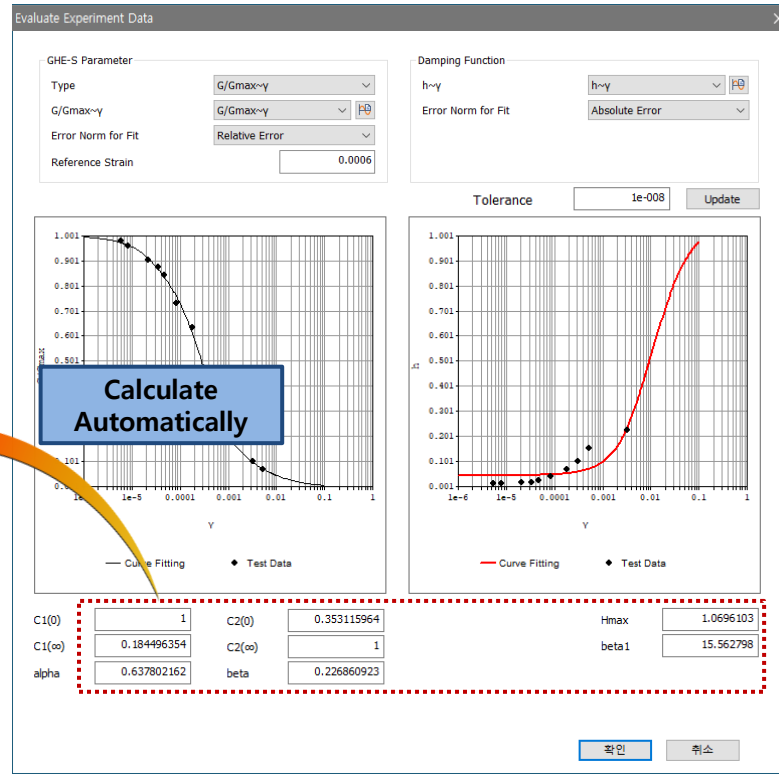 Evaluate Experiment Data
GHE-S Parameter
Type G/Gmax~γ
G/Gmax~γ G/Gmax~γ
Error Norm for Fit Relative Error
Reference Strain 0.0006
Damping Function
h~γ h~γ
Error Norm for Fit Absolute Error
Tolerance 1e-008 Update
1.001
0.901
0.801
0.701
0.601
0.501
Calculate
Automatically
0.101
1e-5 0.0001 0.001 0.01 0.1 1
γ
Curve Fitting Test Data
1.001
0.901
0.801
0.701
0.601
0.501
0.401
0.301
0.201
0.101
0.001
h
1e-6 1e-5 0.0001 0.001 0.01 0.1 1
γ
Curve Fitting Test Data
C1(0) 1 C2(0) 0.353115964 Hmax 1.0696103
C1(∞) 0.184496354 C2(∞) 1 beta1 15.562798
alpha 0.637802162 beta 0.226860923
확인 취소